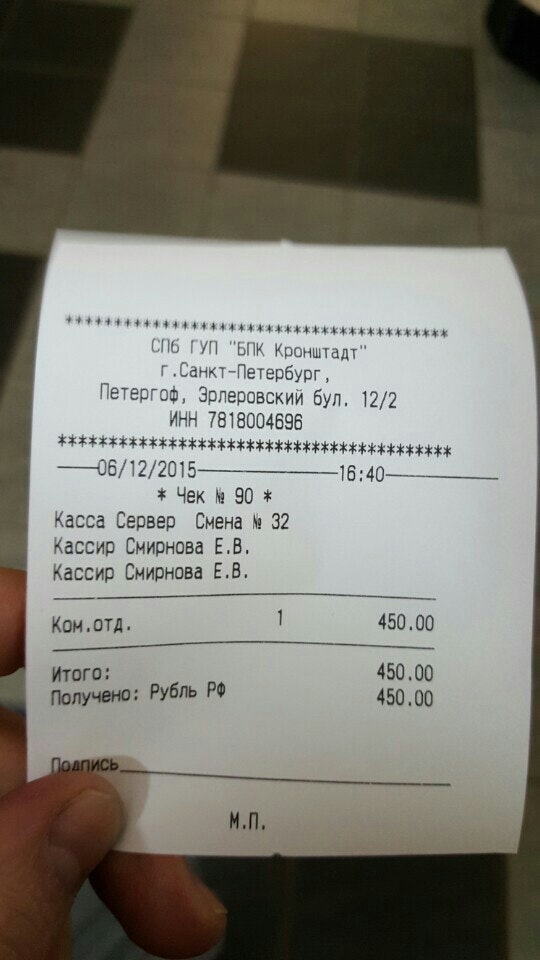 ****************************************
СПб ГУП "БПК Кронштадт"
г.Санкт-Петербург,
Петергоф, Эрлеровский бул. 12/2
ИНН 7818004696
****************************************
06/12/2015 16:40
* Чек № 90 *
Касса Сервер Смена № 32
Кассир Смирнова Е.В.
Кассир Смирнова Е.В.
Ком.отд. 1 450.00
Итого: 450.00
Получено: Рубль РФ 450.00
Подпись
М.П.